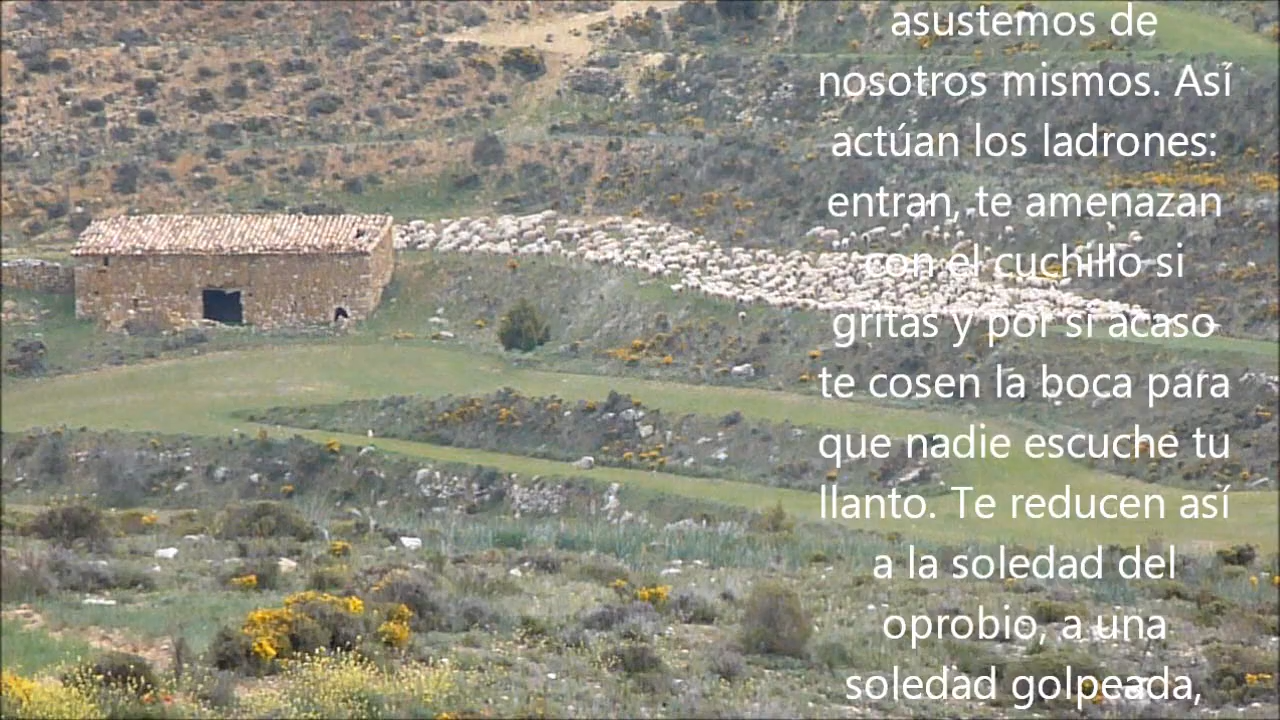 asustemos de
nosotros mismos. Así
actúan los ladrones:
entran, te amenazan
con el cuchillo si
gritas y por si acaso
te cosen la boca para
que nadie escuche tu
llanto. Te reducen así
a la soledad del
oprobio, a una
soledad golpeada,